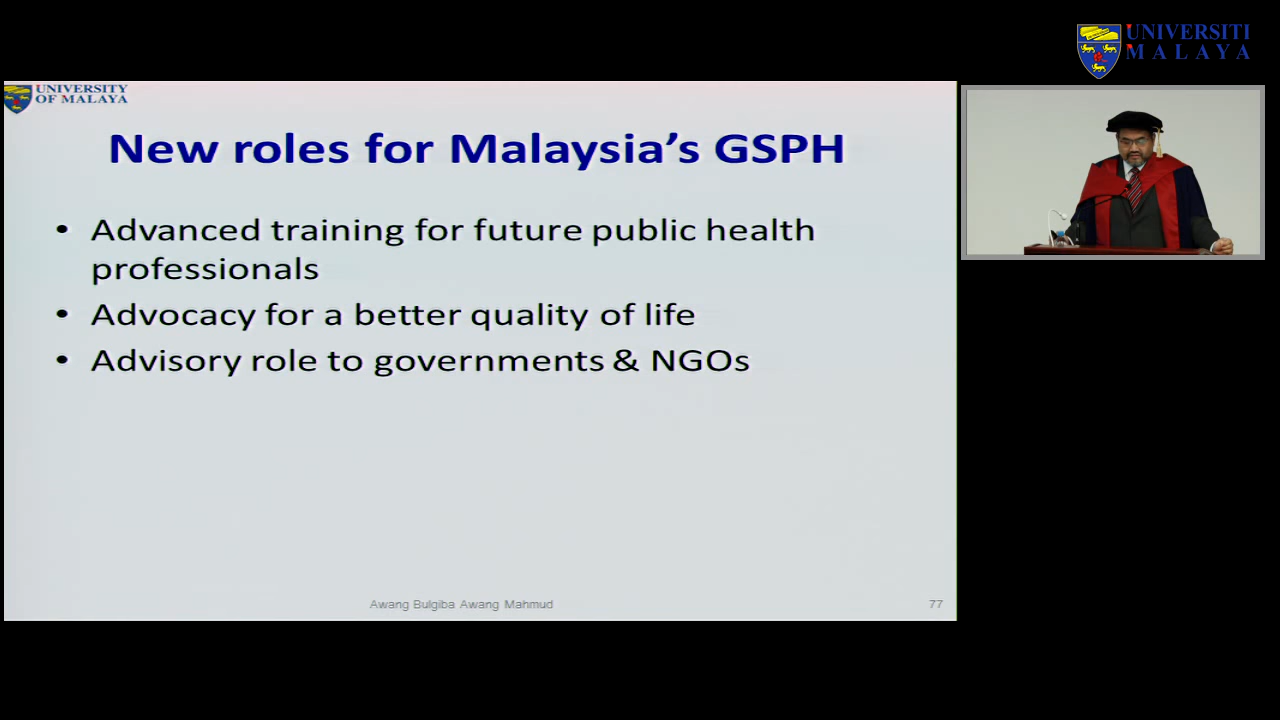 UNIVERSITI
MALAYA
UNIVERSITY
OF MALAYA
New roles for Malaysia's GSPH
• Advanced training for future public health
professionals
• Advocacy for a better quality of life
• Advisory role to governments & NGOs
Awang Bulgiba Awang Mahmud
77